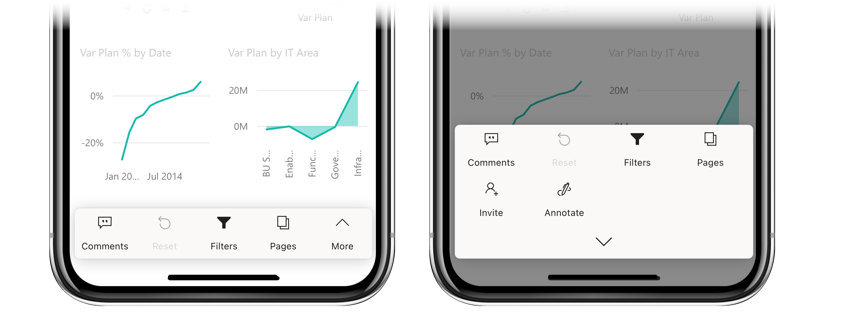 Var Plan
Var Plan % by Date
Var Plan by IT Area
0%
-20%
Jan 20...
Jul 2014
20M
0M
BU S...
Enab...
Func...
Gove...
Infra...
Comments
Reset
Filters
Pages
More
Var Plan
Var Plan % by Date
Var Plan by IT Area
0%
20M
Comments
Reset
Filters
Pages
Invite
Annotate